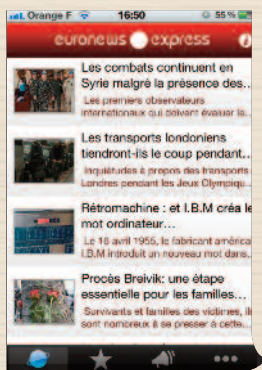 Orange F 16:50 55 %
euronews express
Les combats continuent en
Syrie malgré la présence des...
Les premiers observateurs
internationaux qui doivent évaluer la...
Les transports londoniens
tiendront-ils le coup pendant...
Inquiétudes à propos des transports
Londres pendant les Jeux Olympiqu...
Rétromachine : et I.B.M créa le
mot ordinateur...
Le 16 avril 1955, le fabricant américa
I.B.M introduit un nouveau mot dans...
Procès Breivik: une étape
essentielle pour les familles...
Survivants et familles des victimes, il
sont nombreux à se presser à cette...